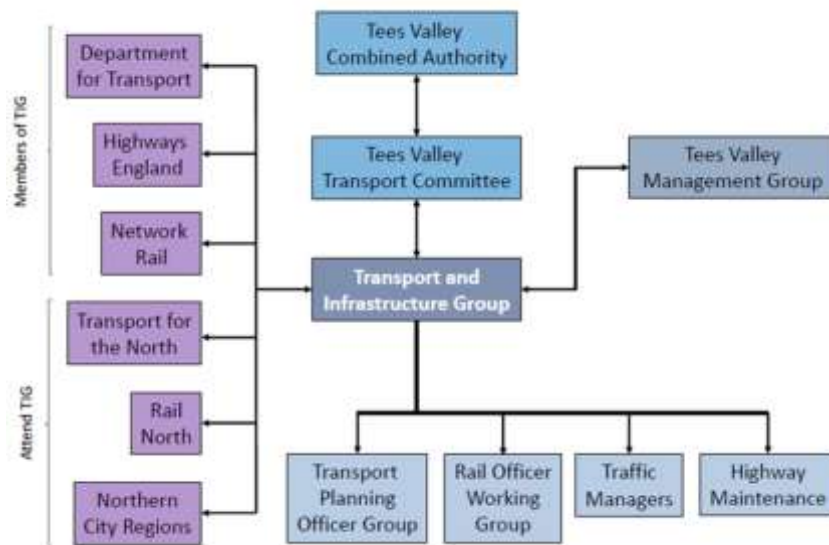 Members of TIG
Department
for Transport
Highways
England
Network
Rail
Attend TIG
Transport for
the North
Rail
North
Northern
City Regions
Tees Valley
Combined Authority
Tees Valley
Transport Committee
Tees Valley
Management Group
Transport and
Infrastructure Group
Transport
Planning
Officer Group
Rail Officer
Working
Group
Traffic
Managers
Highway
Maintenance